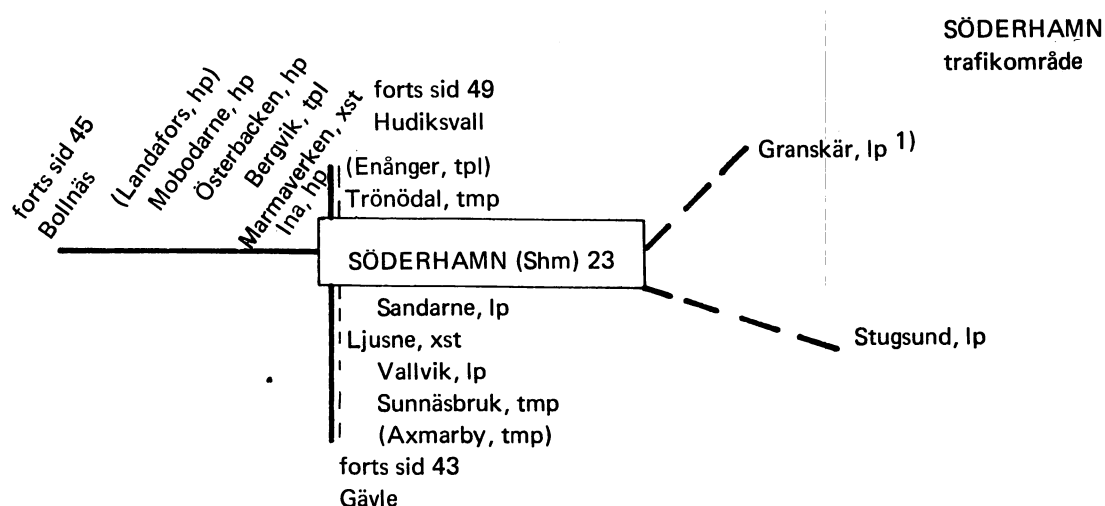 SÖDERHAMN
trafikområde
forts sid 45
Bollnäs
(Landafors, hp)
Mobodarne, hp
Österbacken, hp
Bergvik, tpl
Marmaverken, xst
Ina, hp
forts sid 49
Hudiksvall
(Enånger, tpl)
Trönödal, tmp
SÖDERHAMN (Shm) 23
Granskär, lp 1)
Stugsund, lp
Sandarne, lp
Ljusne, xst
Vallvik, lp
Sunnäsbruk, tmp
(Axmarby, tmp)
forts sid 43
Gävle